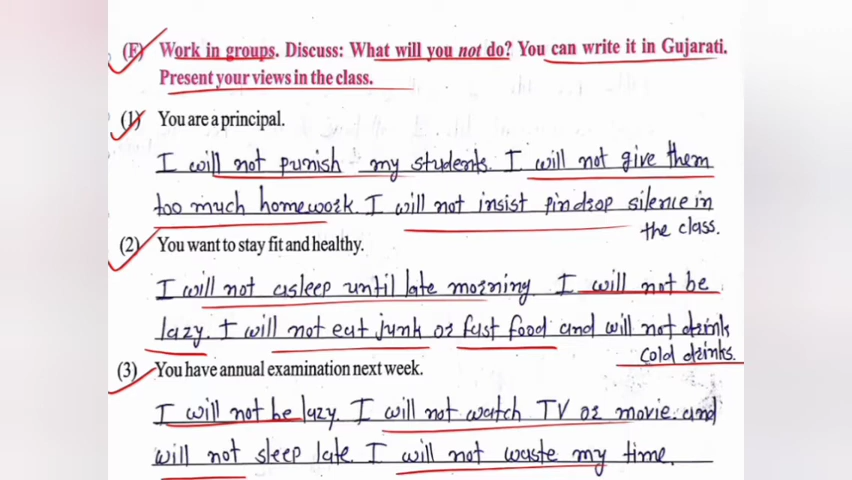 (F) Work in groups. Discuss: What will you not do? You can write it in Gujarati.
Present your views in the class.
(1) You are a principal.
I will not punish my students. I will not give them
too much homework. I will not insist pindrop silence in
the class.
(2) You want to stay fit and healthy.
I will not asleep until late morning I will not be
lazy. I will not eat junk or fast food and will not drink
cold drinks.
(3) You have annual examination next week.
I will not be lazy. I will not watch TV or movie. and
will not sleep late. I will not waste my time.